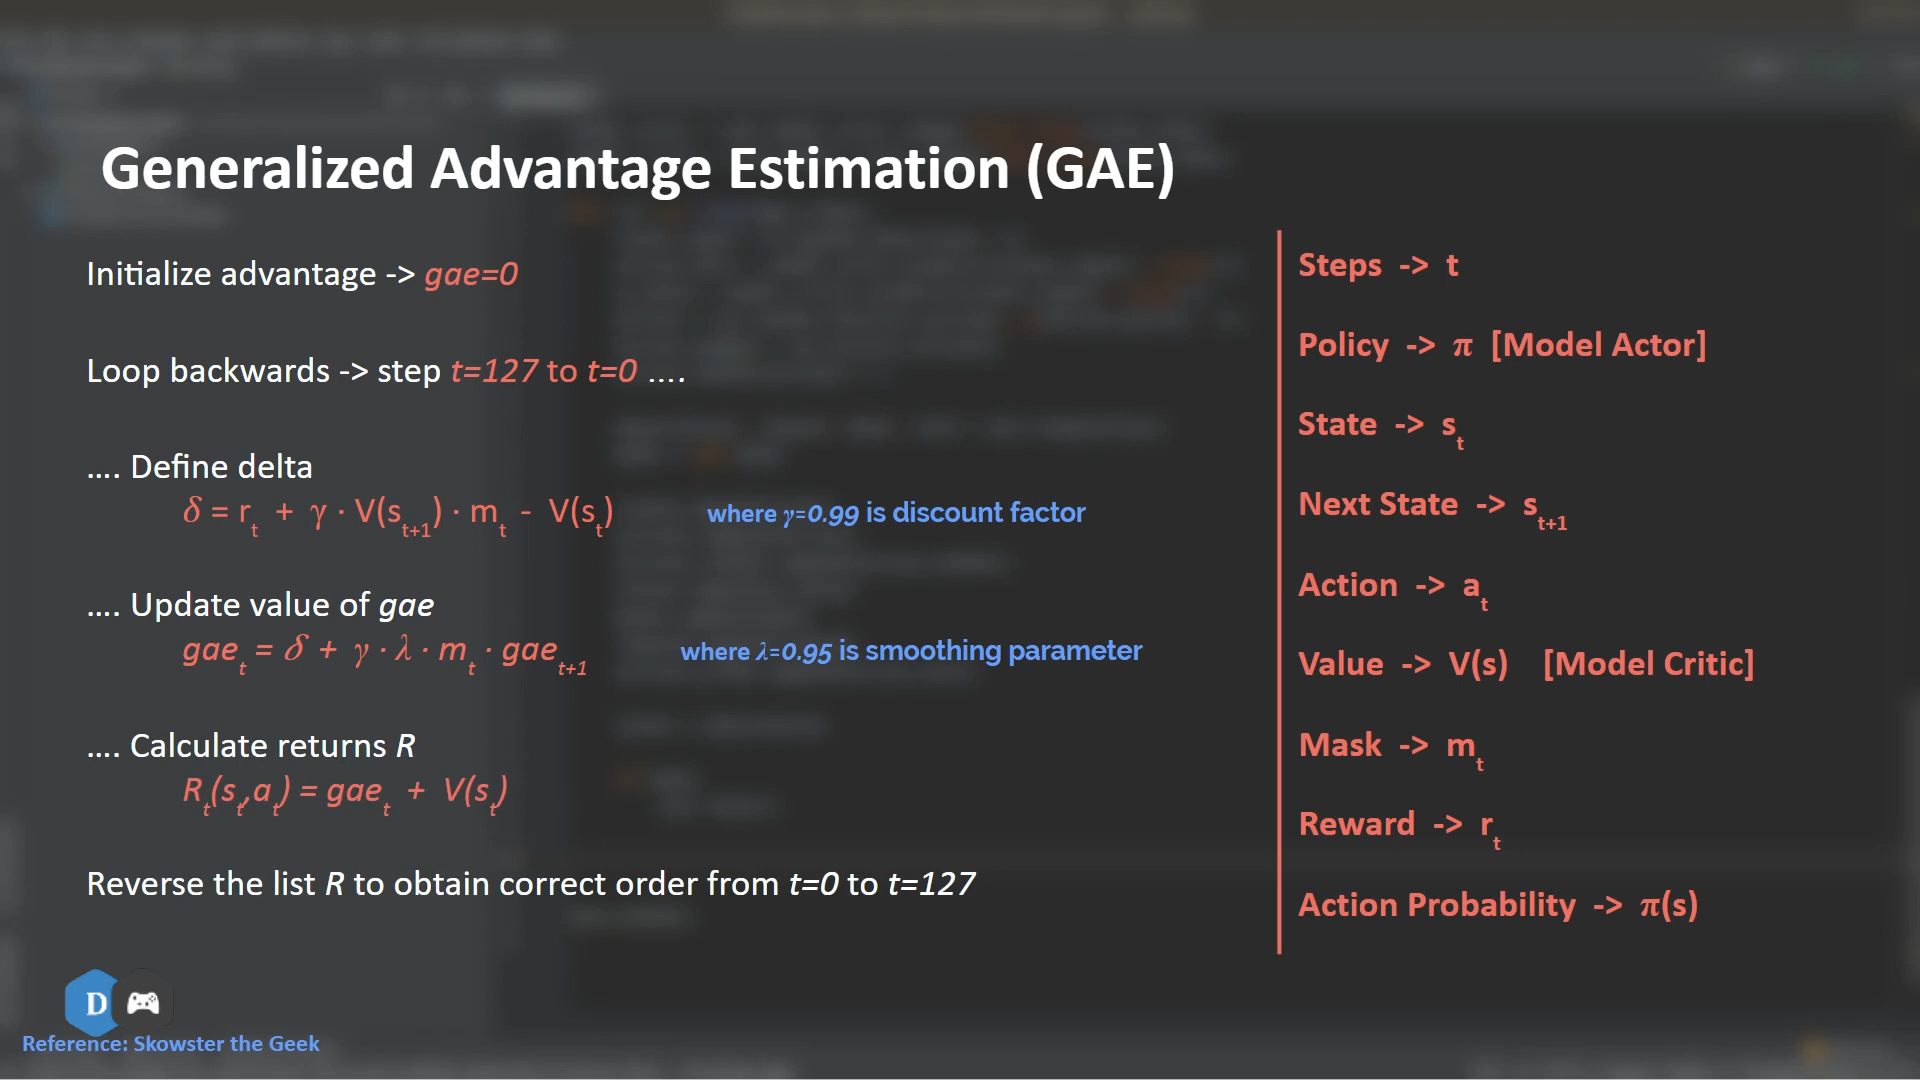 Generalized Advantage Estimation (GAE)
Initialize advantage -> gae=0
Loop backwards -> step t=127 to t=0 ....
.... Define delta
δ = rₜ + γ · V(sₜ₊₁) · mₜ - V(sₜ)
where γ=0.99 is discount factor
.... Update value of gae
gaeₜ = δ + γ · λ · mₜ · gaeₜ₊₁
where λ=0.95 is smoothing parameter
.... Calculate returns R
Rₜ(sₜ,aₜ) = gaeₜ + V(sₜ)
Reverse the list R to obtain correct order from t=0 to t=127
Steps -> t
Policy -> π [Model Actor]
State -> sₜ
Next State -> sₜ₊₁
Action -> aₜ
Value -> V(s) [Model Critic]
Mask -> mₜ
Reward -> rₜ
Action Probability -> π(s)
D
Reference: Skowster the Geek